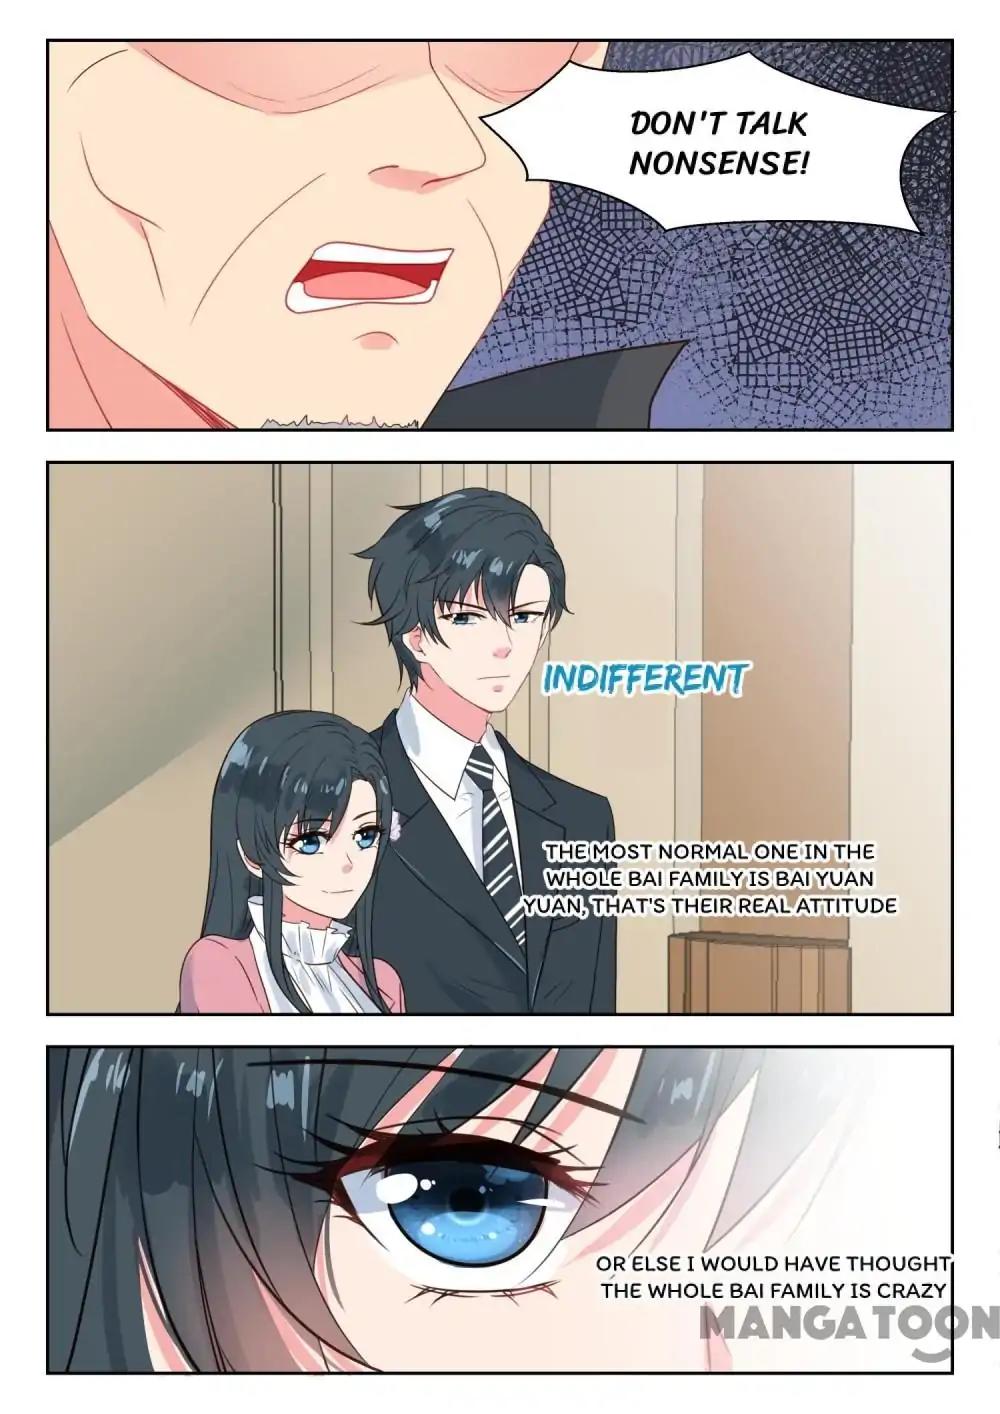 DON'T TALK
NONSENSE!
INDIFFERENT
THE MOST NORMAL ONE IN THE
WHOLE BAI FAMILY IS BAI YUAN
YUAN, THAT'S THEIR REAL ATTITUDE
OR ELSE I WOULD HAVE THOUGHT
THE WHOLE BAI FAMILY IS CRAZY
MANGATOON